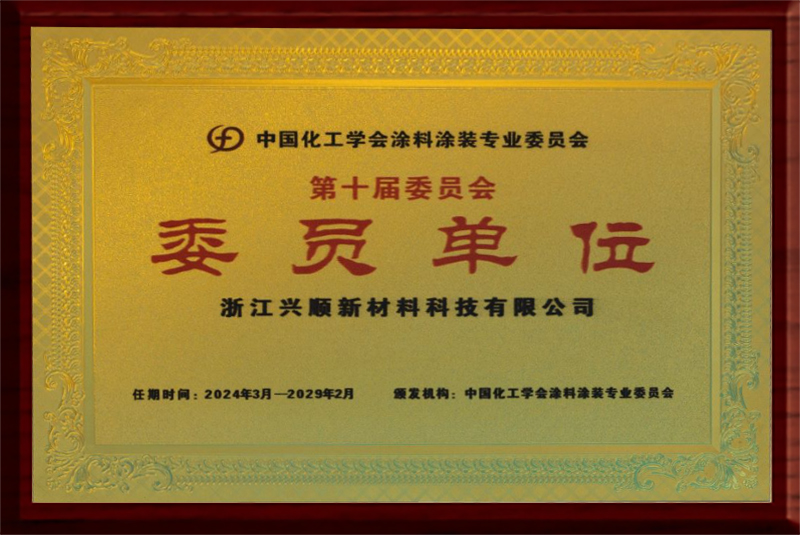 中国化工学会涂料涂装专业委员会
第十届委员会
委员单位
浙江兴顺新材料科技有限公司
任期时间：2024年3月—2029年2月 颁发机构：中国化工学会涂料涂装专业委员会